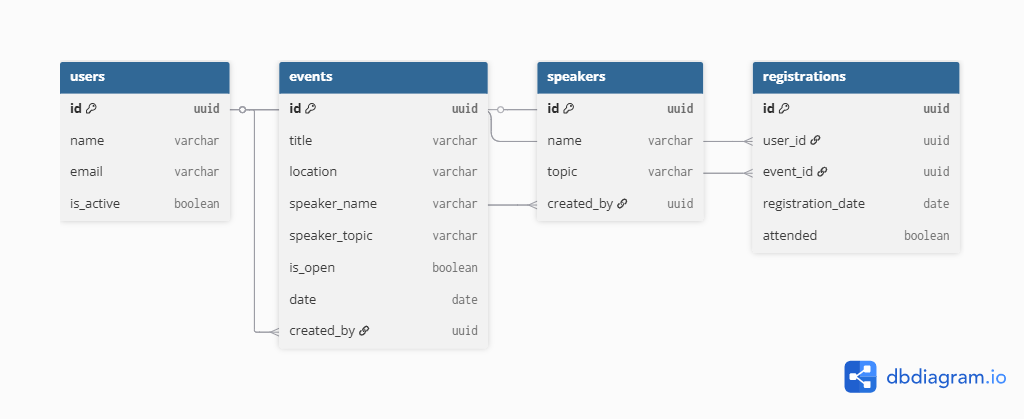 users
id uuid
name varchar
email varchar
is_active boolean
events
id uuid
title varchar
location varchar
speaker_name varchar
speaker_topic varchar
is_open boolean
date date
created_by uuid
speakers
id uuid
name varchar
topic varchar
created_by uuid
registrations
id uuid
user_id uuid
event_id uuid
registration_date date
attended boolean
dbdiagram.io